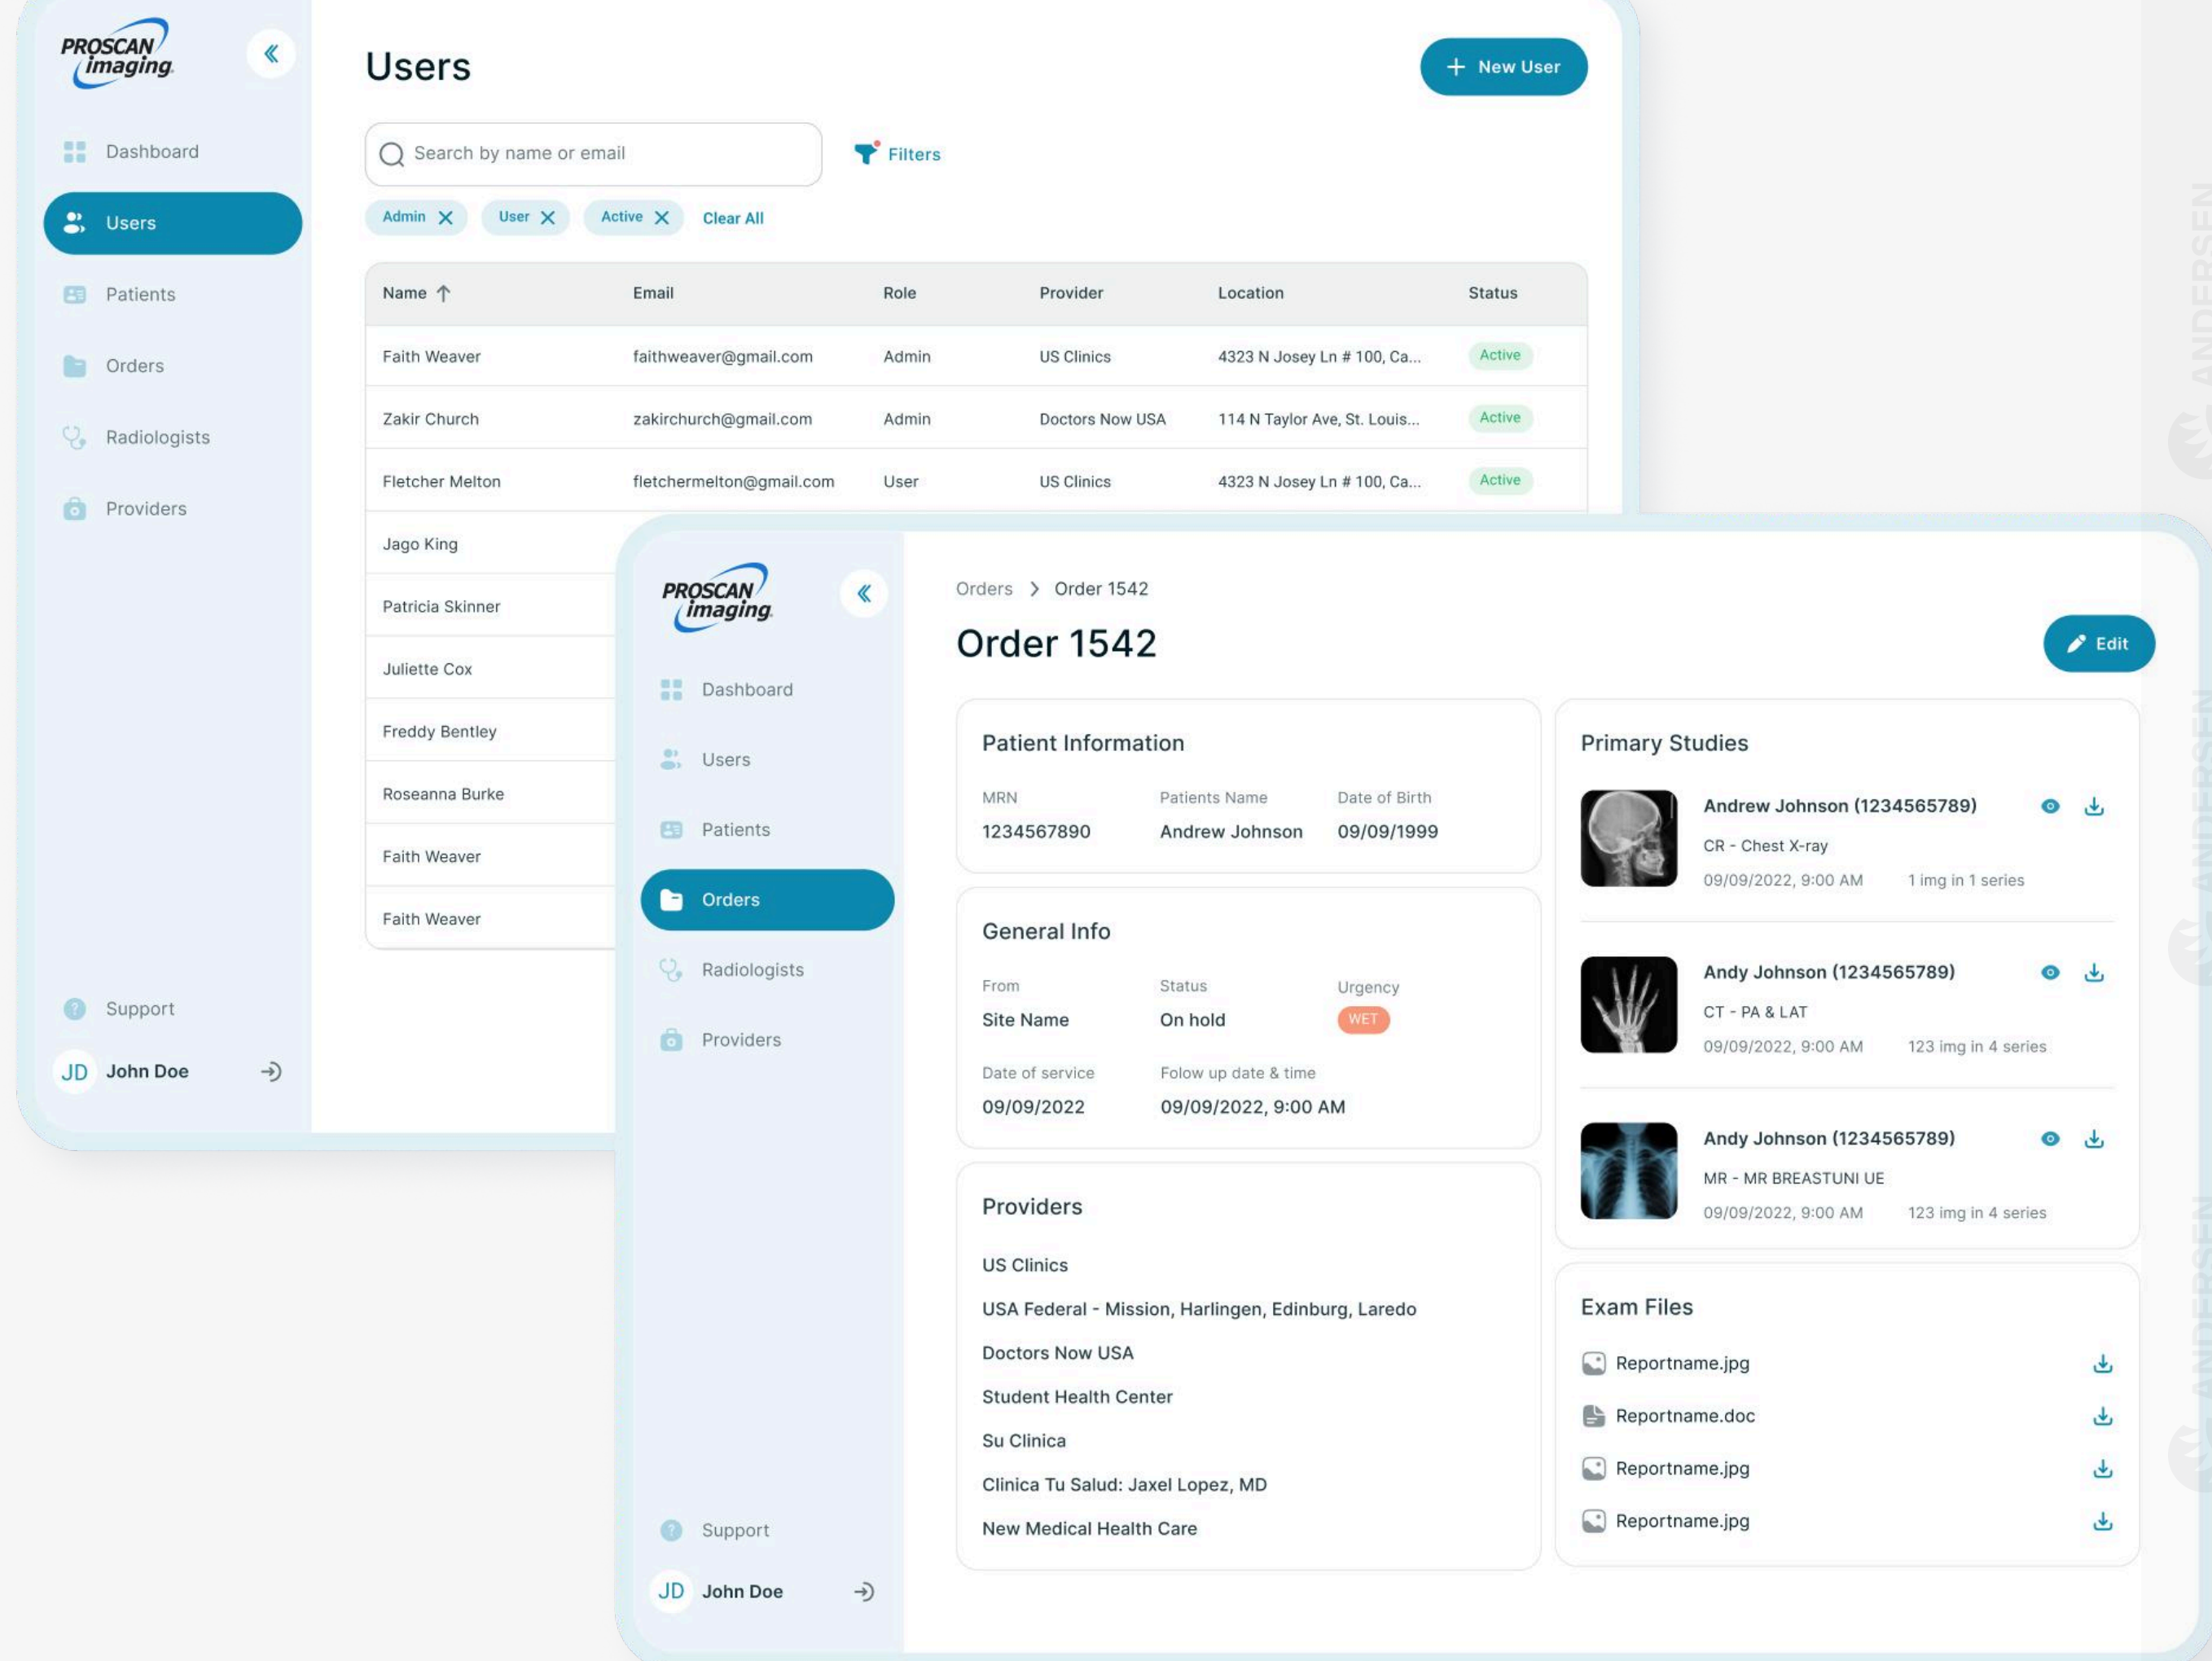 PROSCAN
imaging
Dashboard
Users
Patients
Orders
Radiologists
Providers
Support
JD John Doe
Users
+ New User
Search by name or email
Filters
Admin User Active Clear All
Name Email Role Provider Location Status
Faith Weaver faithweaver@gmail.com Admin US Clinics 4323 N Josey Ln # 100, Ca... Active
Zakir Church zakirchurch@gmail.com Admin Doctors Now USA 114 N Taylor Ave, St. Louis... Active
Fletcher Melton fletchermelton@gmail.com User US Clinics 4323 N Josey Ln # 100, Ca... Active
Jago King
Patricia Skinner
Juliette Cox
Freddy Bentley
Roseanna Burke
Faith Weaver
Faith Weaver
PROSCAN
imaging
Dashboard
Users
Patients
Orders
Radiologists
Providers
Support
JD John Doe
Orders > Order 1542
Order 1542
Edit
Patient Information
MRN Patients Name Date of Birth
1234567890 Andrew Johnson 09/09/1999
General Info
From Status Urgency
Site Name On hold WET
Date of service Folow up date & time
09/09/2022 09/09/2022, 9:00 AM
Providers
US Clinics
USA Federal - Mission, Harlingen, Edinburg, Laredo
Doctors Now USA
Student Health Center
Su Clinica
Clinica Tu Salud: Jaxel Lopez, MD
New Medical Health Care
Primary Studies
Andrew Johnson (1234565789)
CR - Chest X-ray
09/09/2022, 9:00 AM 1 img in 1 series
Andy Johnson (1234565789)
CT - PA & LAT
09/09/2022, 9:00 AM 123 img in 4 series
Andy Johnson (1234565789)
MR - MR BREASTUNI UE
09/09/2022, 9:00 AM 123 img in 4 series
Exam Files
Reportname.jpg
Reportname.doc
Reportname.jpg
Reportname.jpg
ANDERSEN
ANDERSEN
ANDERSEN